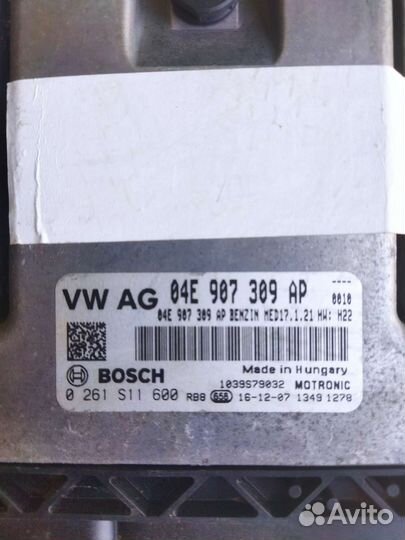 VW AG 04E 907 309 AP 0010
04E 907 309 AP BENZIN MED17.1.21 HW: H22
BOSCH
Made in Hungary
1039S79032 MOTRONIC
0 261 S11 600 RBB 656 16-12-07 1349 1278
Avito